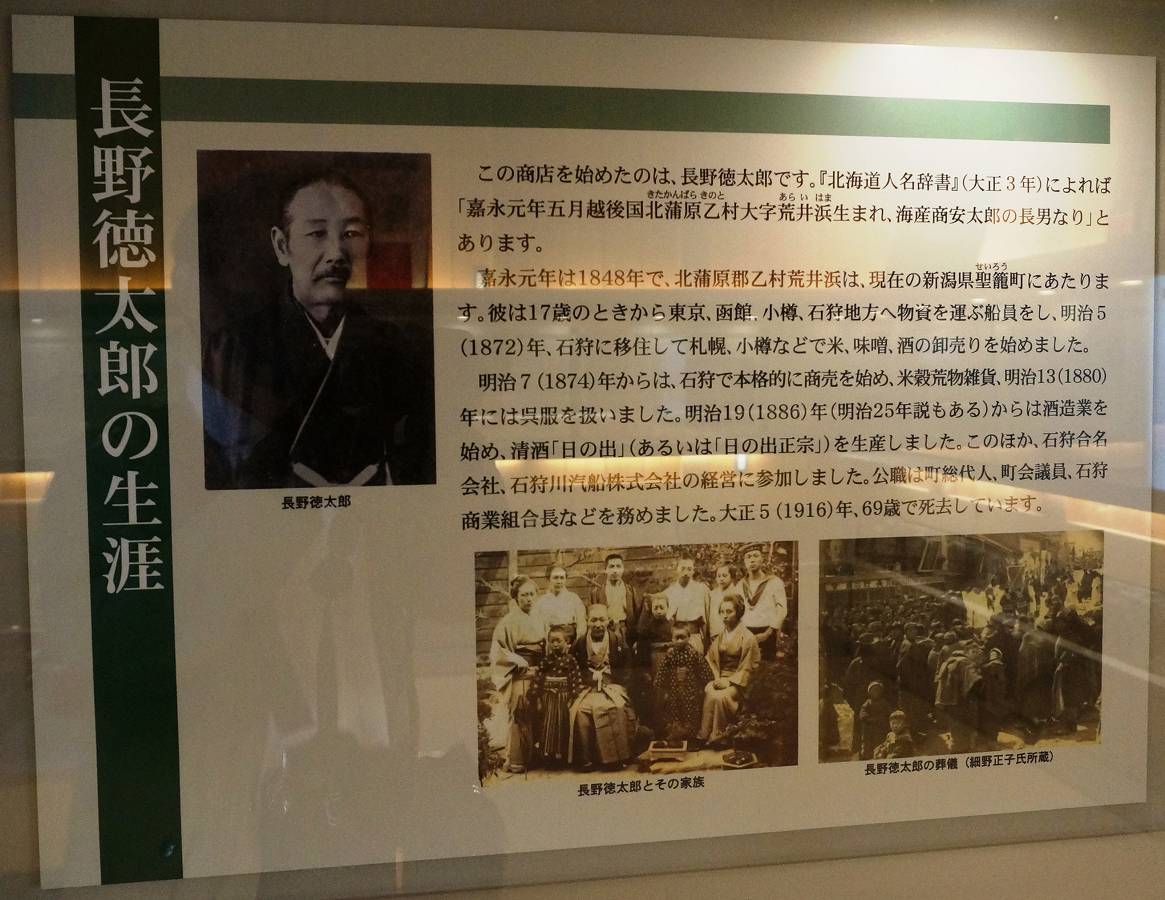 長野徳太郎の生涯
この商店を始めたのは、長野徳太郎です。『北海道人名辞書』(大正3年)によれば
きたかんばら きのと あらい はま
「嘉永元年五月越後国北蒲原乙村大字荒井浜生まれ、海産商安太郎の長男なり」と
あります。
せいろう
嘉永元年は1848年で、北蒲原郡乙村荒井浜は、現在の新潟県聖籠町にあたりま
す。彼は17歳のときから東京、函館、小樽、石狩地方へ物資を運ぶ船員をし、明治5
(1872)年、石狩に移住して札幌、小樽などで米、味噌、酒の卸売りを始めました。
明治7(1874)年からは、石狩で本格的に商売を始め、米穀荒物雑貨、明治13(1880)
年には呉服を扱いました。明治19(1886)年(明治25年説もある)からは酒造業を
始め、清酒「日の出」(あるいは「日の出正宗」)を生産しました。このほか、石狩合名
会社、石狩川汽船株式会社の経営に参加しました。公職は町総代人、町会議員、石狩
商業組合長などを務めました。大正5(1916)年、69歳で死去しています。
長野徳太郎
長野徳太郎とその家族
長野徳太郎の葬儀(細野正子氏所蔵)